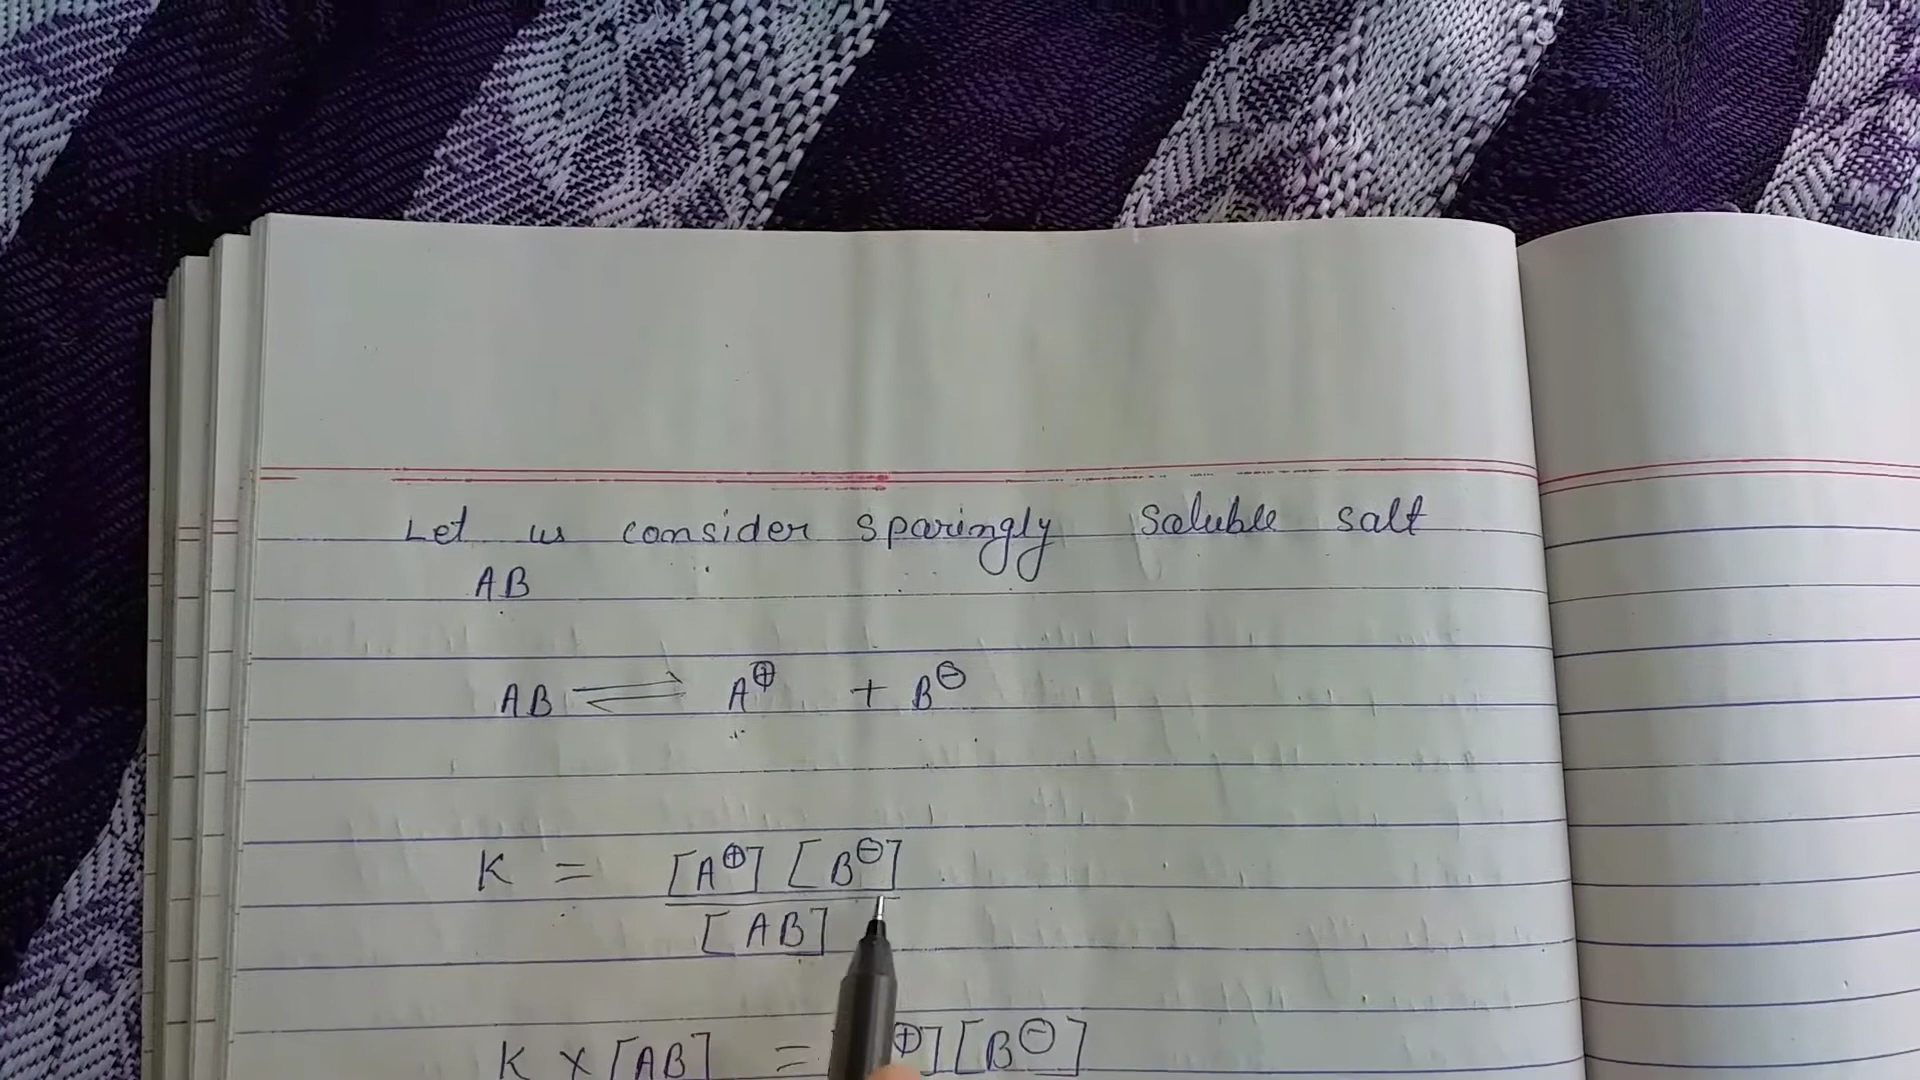 Let us consider sparingly soluble salt
AB
AB ⇌ A⊕ + B⊖
K = [A⊕] [B⊖]
[AB]
K × [AB] = ⊕] [B⊖]